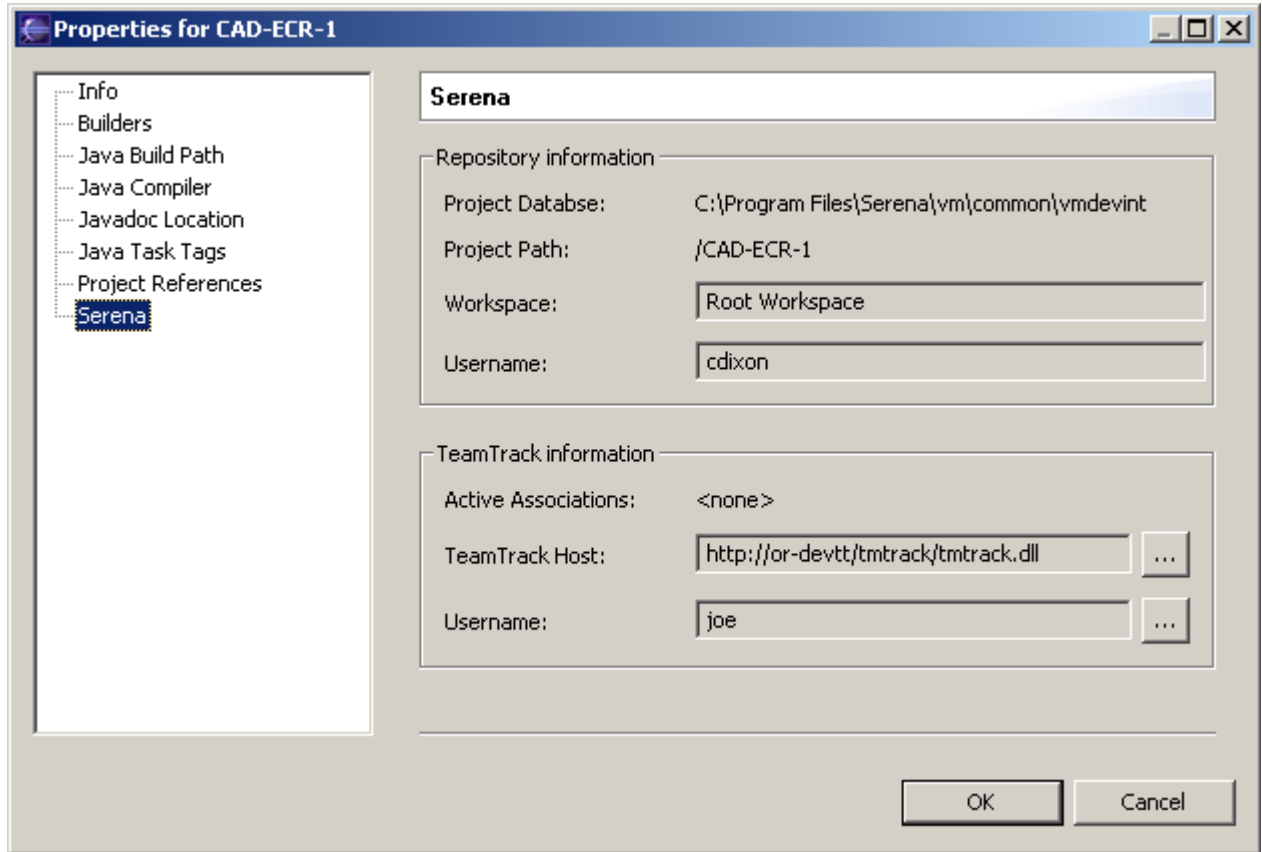 Properties for CAD-ECR-1
Info
Builders
Java Build Path
Java Compiler
Javadoc Location
Java Task Tags
Project References
Serena
Serena
Repository information
Project Databse: C:\Program Files\Serena\vm\common\vmdevint
Project Path: /CAD-ECR-1
Workspace: Root Workspace
Username: cdixon
TeamTrack information
Active Associations: <none>
TeamTrack Host: http://or-devtt/tmtrack/tmtrack.dll ...
Username: joe ...
OK Cancel